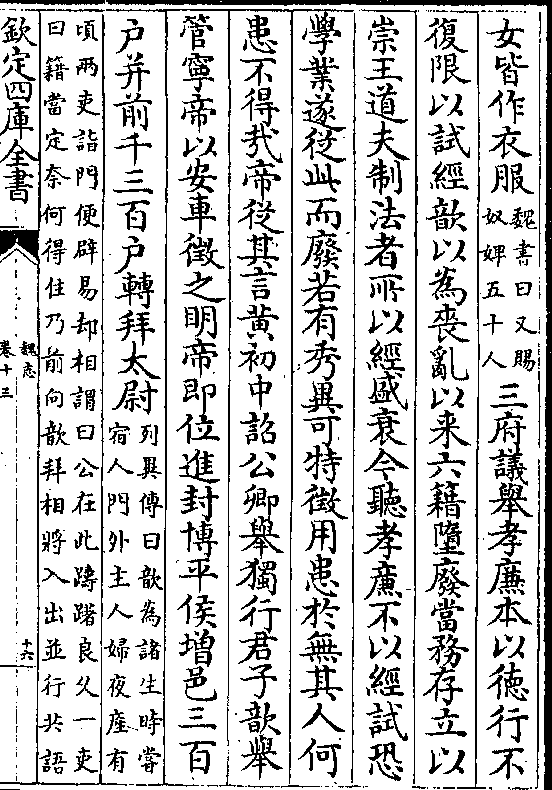 女皆作衣服魏書曰又賜奴婢五十人三府議舉孝廉本以徳行不
復限以試經歆以為喪亂以来六籍墮廢當務存立以
崇王道夫制法者所以經盛衰今聽孝廉不以經試恐
學業遂從此而廢若有秀異可特徵用患於無其人何
患不得哉帝從其言黄初中詔公卿舉獨行君子歆舉
管寧帝以安車徵之明帝即位進封博平侯増邑三百
户并前千三百户轉拜太尉列異傳曰歆為諸生時嘗宿人門外主人婦夜産有
頃兩吏詣門便辟易却相謂曰公在此躊躇良久一吏
曰籍當定奈何得住乃前向歆拜相將入出並行共語
欽定四庫全書
魏志
卷十三
十六